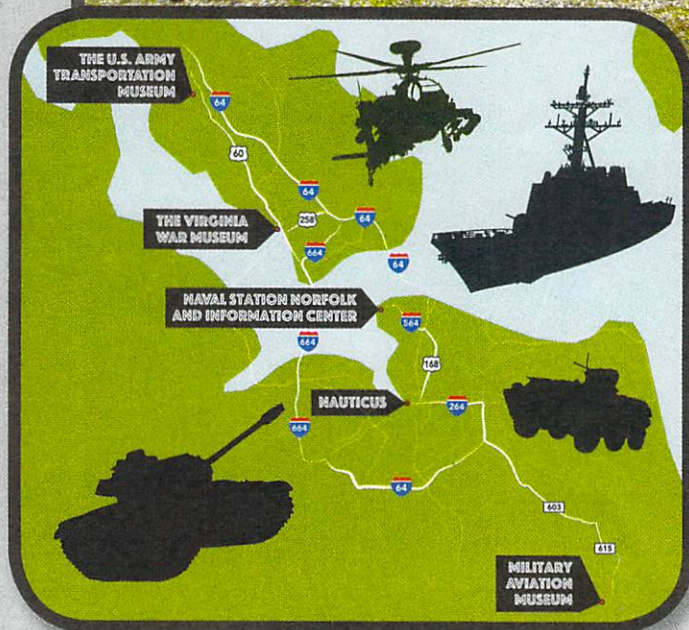 THE U.S. ARMY
TRANSPORTATION
MUSEUM
64
60
64
258
64
THE VIRGINIA
WAR MUSEUM
664
64
NAVAL STATION NORFOLK
AND INFORMATION CENTER
564
664
168
NAUTICUS
264
664
64
603
615
MILITARY
AVIATION
MUSEUM